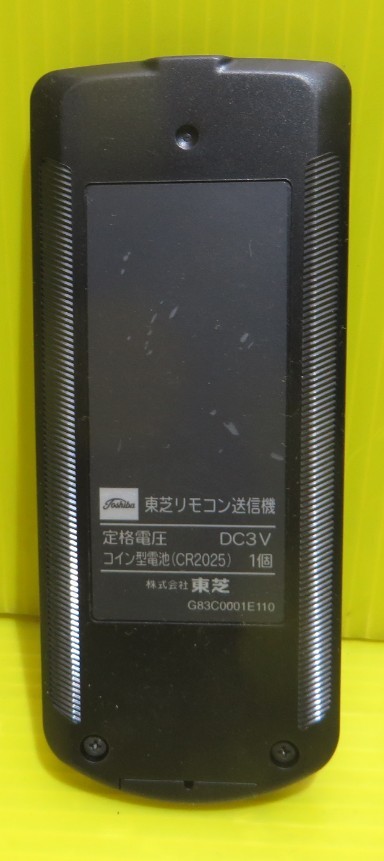 Toshiba 東芝リモコン送信機
定格電圧 DC3V
コイン型電池(CR2025) 1個
株式会社 東芝
G83C0001E110